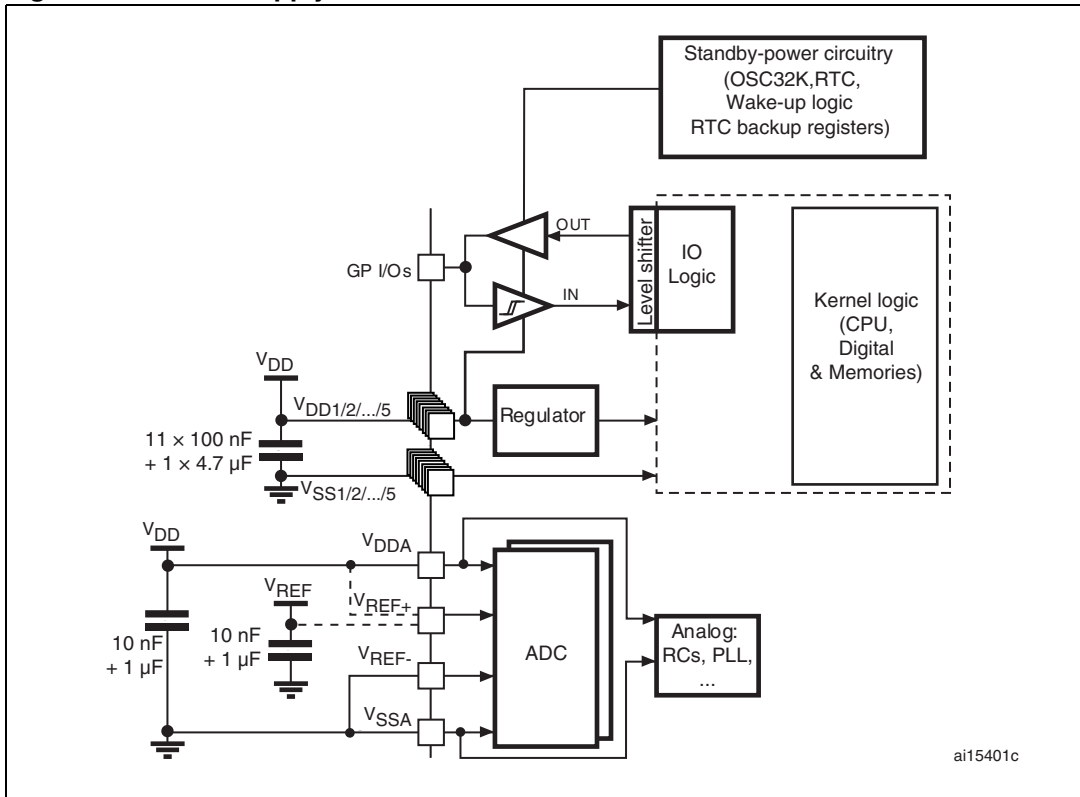 Standby-power circuitry
(OSC32K,RTC,
Wake-up logic
RTC backup registers)
OUT
GP I/Os
IN
Level shifter
IO
Logic
Kernel logic
(CPU,
Digital
& Memories)
VDD
VDD1/2/.../5
Regulator
11 × 100 nF
+ 1 × 4.7 µF
VSS1/2/.../5
VDD
VDDA
VREF
VREF+
10 nF
+ 1 µF
10 nF
+ 1 µF
VREF-
ADC
Analog:
RCs, PLL,
...
VSSA
ai15401c